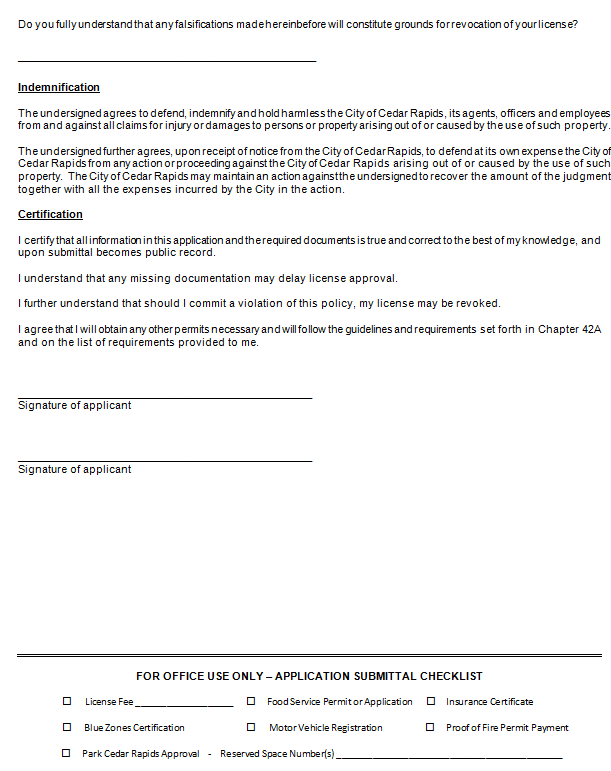 Do you fully understand that any falsifications made hereinbefore will constitute grounds for revocation of your license?
Indemnification
The undersigned agrees to defend, indemnify and hold harmless the City of Cedar Rapids, its agents, officers and employees
from and against all claims for injury or damages to persons or property arising out of or caused by the use of such property.
The undersigned further agrees, upon receipt of notice from the City of Cedar Rapids, to defend at its own expense the City of
Cedar Rapids from any action or proceeding against the City of Cedar Rapids arising out of or caused by the use of such
property. The City of Cedar Rapids may maintain an action against the undersigned to recover the amount of the judgment
together with all the expenses incurred by the City in the action.
Certification
I certify that all information in this application and the required documents is true and correct to the best of my knowledge, and
upon submittal becomes public record.
I understand that any missing documentation may delay license approval.
I further understand that should I commit a violation of this policy, my license may be revoked.
I agree that I will obtain any other permits necessary and will follow the guidelines and requirements set forth in Chapter 42A
and on the list of requirements provided to me.
Signature of applicant
Signature of applicant
FOR OFFICE USE ONLY – APPLICATION SUBMITTAL CHECKLIST
☐ License Fee ____________________ ☐ Food Service Permit or Application ☐ Insurance Certificate
☐ Blue Zones Certification ☐ Motor Vehicle Registration ☐ Proof of Fire Permit Payment
☐ Park Cedar Rapids Approval - Reserved Space Number(s) ____________________